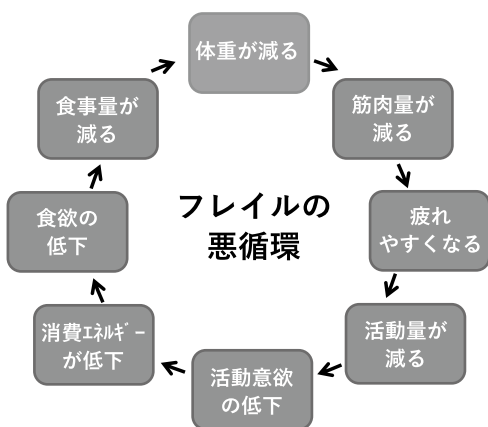 体重が減る
筋肉量が
減る
疲れ
やすくなる
活動量が
減る
活動意欲
の低下
消費ｴﾈﾙｷﾞｰ
が低下
食欲の
低下
食事量が
減る
フレイルの
悪循環